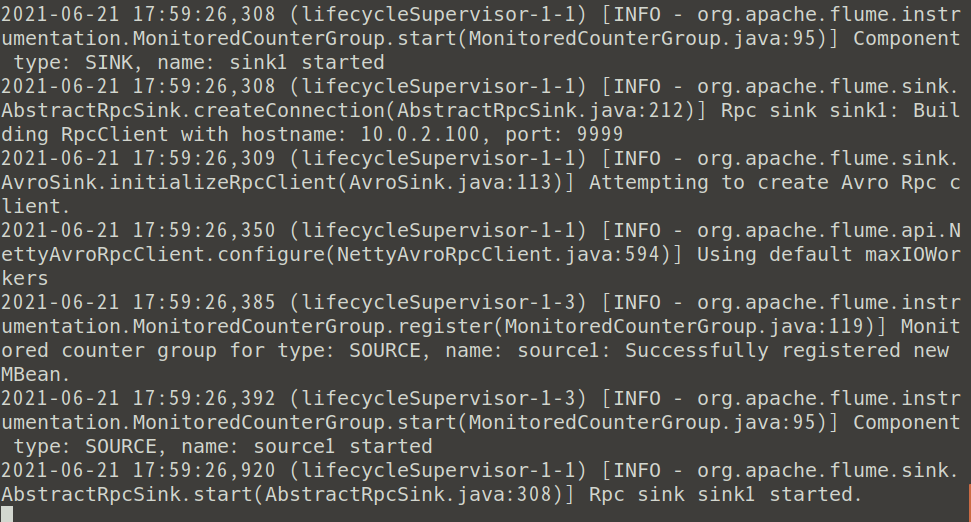 2021-06-21 17:59:26,308 (lifecycleSupervisor-1-1) [INFO - org.apache.flume.instr
umentation.MonitoredCounterGroup.start(MonitoredCounterGroup.java:95)] Component
 type: SINK, name: sink1 started
2021-06-21 17:59:26,308 (lifecycleSupervisor-1-1) [INFO - org.apache.flume.sink.
AbstractRpcSink.createConnection(AbstractRpcSink.java:212)] Rpc sink sink1: Buil
ding RpcClient with hostname: 10.0.2.100, port: 9999
2021-06-21 17:59:26,309 (lifecycleSupervisor-1-1) [INFO - org.apache.flume.sink.
AvroSink.initializeRpcClient(AvroSink.java:113)] Attempting to create Avro Rpc c
lient.
2021-06-21 17:59:26,350 (lifecycleSupervisor-1-1) [INFO - org.apache.flume.api.N
ettyAvroRpcClient.configure(NettyAvroRpcClient.java:594)] Using default maxIOWor
kers
2021-06-21 17:59:26,385 (lifecycleSupervisor-1-3) [INFO - org.apache.flume.instr
umentation.MonitoredCounterGroup.register(MonitoredCounterGroup.java:119)] Monit
ored counter group for type: SOURCE, name: source1: Successfully registered new
MBean.
2021-06-21 17:59:26,392 (lifecycleSupervisor-1-3) [INFO - org.apache.flume.instr
umentation.MonitoredCounterGroup.start(MonitoredCounterGroup.java:95)] Component
 type: SOURCE, name: source1 started
2021-06-21 17:59:26,920 (lifecycleSupervisor-1-1) [INFO - org.apache.flume.sink.
AbstractRpcSink.start(AbstractRpcSink.java:308)] Rpc sink sink1 started.